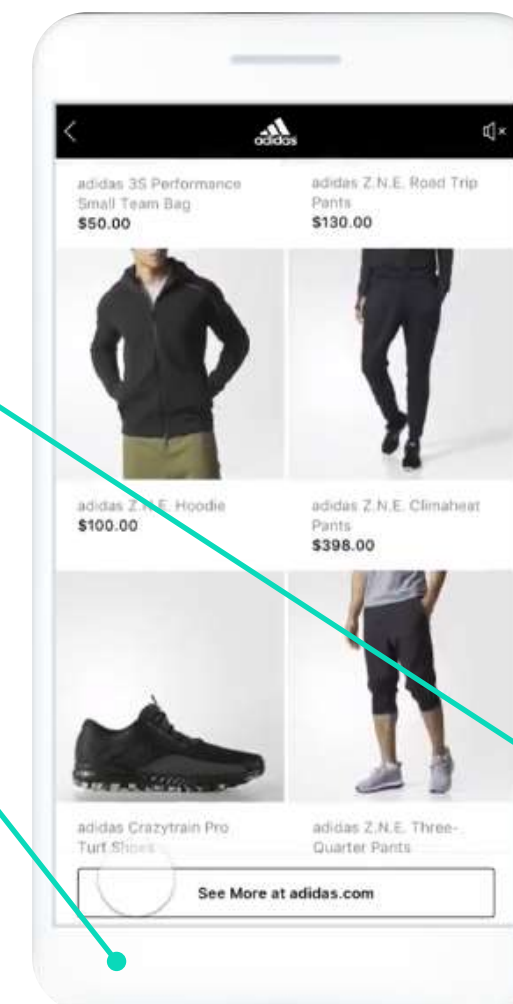 adidas
adidas 3S Performance
Small Team Bag
$50.00
adidas Z.N.E. Road Trip
Pants
$130.00
adidas Z.N.E. Hoodie
$100.00
adidas Z.N.E. Climaheat
Pants
$398.00
adidas Crazytrain Pro
Turf Shoes
adidas Z.N.E. Three-
Quarter Pants
See More at adidas.com